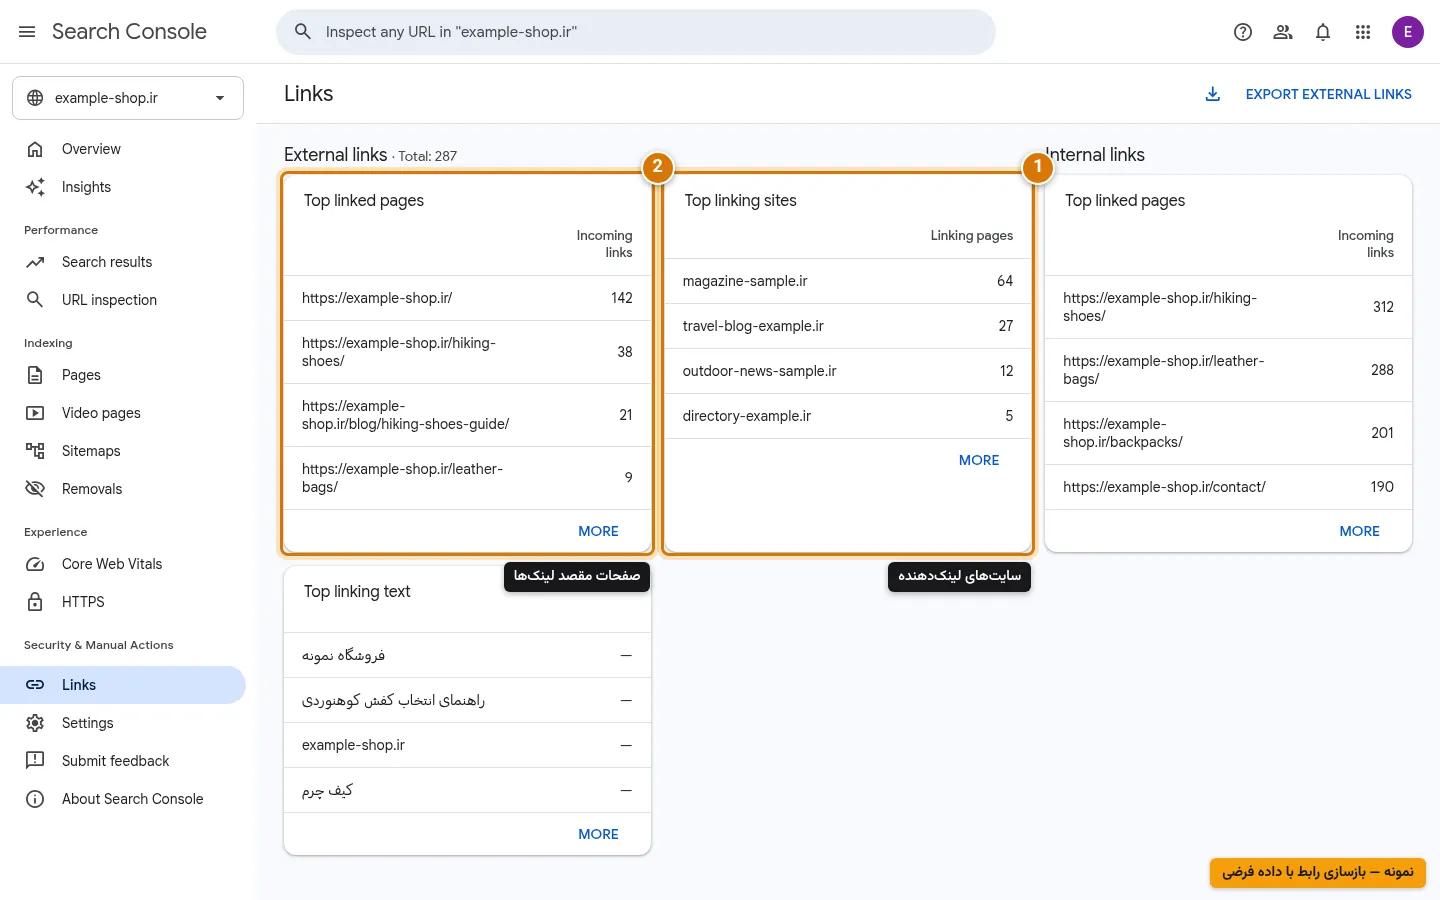 Search Console
Inspect any URL in "example-shop.ir"
E
example-shop.ir
Overview
Insights
Performance
Search results
URL inspection
Indexing
Pages
Video pages
Sitemaps
Removals
Experience
Core Web Vitals
HTTPS
Security & Manual Actions
Links
Settings
Submit feedback
About Search Console
Links
EXPORT EXTERNAL LINKS
External links · Total: 287
2
Top linked pages
Incoming
links
https://example-shop.ir/ 142
https://example-shop.ir/hiking-
shoes/ 38
https://example-
shop.ir/blog/hiking-shoes-guide/ 21
https://example-shop.ir/leather-
bags/ 9
MORE
صفحات مقصد لینک‌ها
1
Top linking sites
Linking pages
magazine-sample.ir 64
travel-blog-example.ir 27
outdoor-news-sample.ir 12
directory-example.ir 5
MORE
سایت‌های لینک‌دهنده
Internal links
Top linked pages
Incoming
links
https://example-shop.ir/hiking-
shoes/ 312
https://example-shop.ir/leather-
bags/ 288
https://example-
shop.ir/backpacks/ 201
https://example-shop.ir/contact/ 190
MORE
Top linking text
فروشگاه نمونه —
راهنمای انتخاب کفش کوهنوردی —
example-shop.ir —
کیف چرم —
MORE
نمونه — بازسازی رابط با داده فرضی